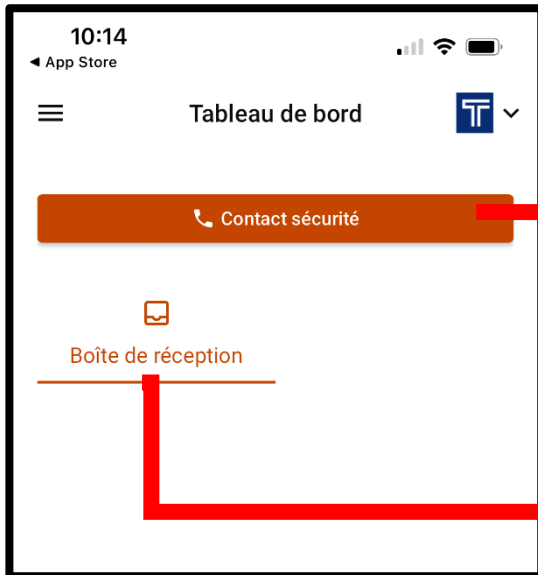 10:14
◄ App Store
Tableau de bord
Contact sécurité
Boîte de réception